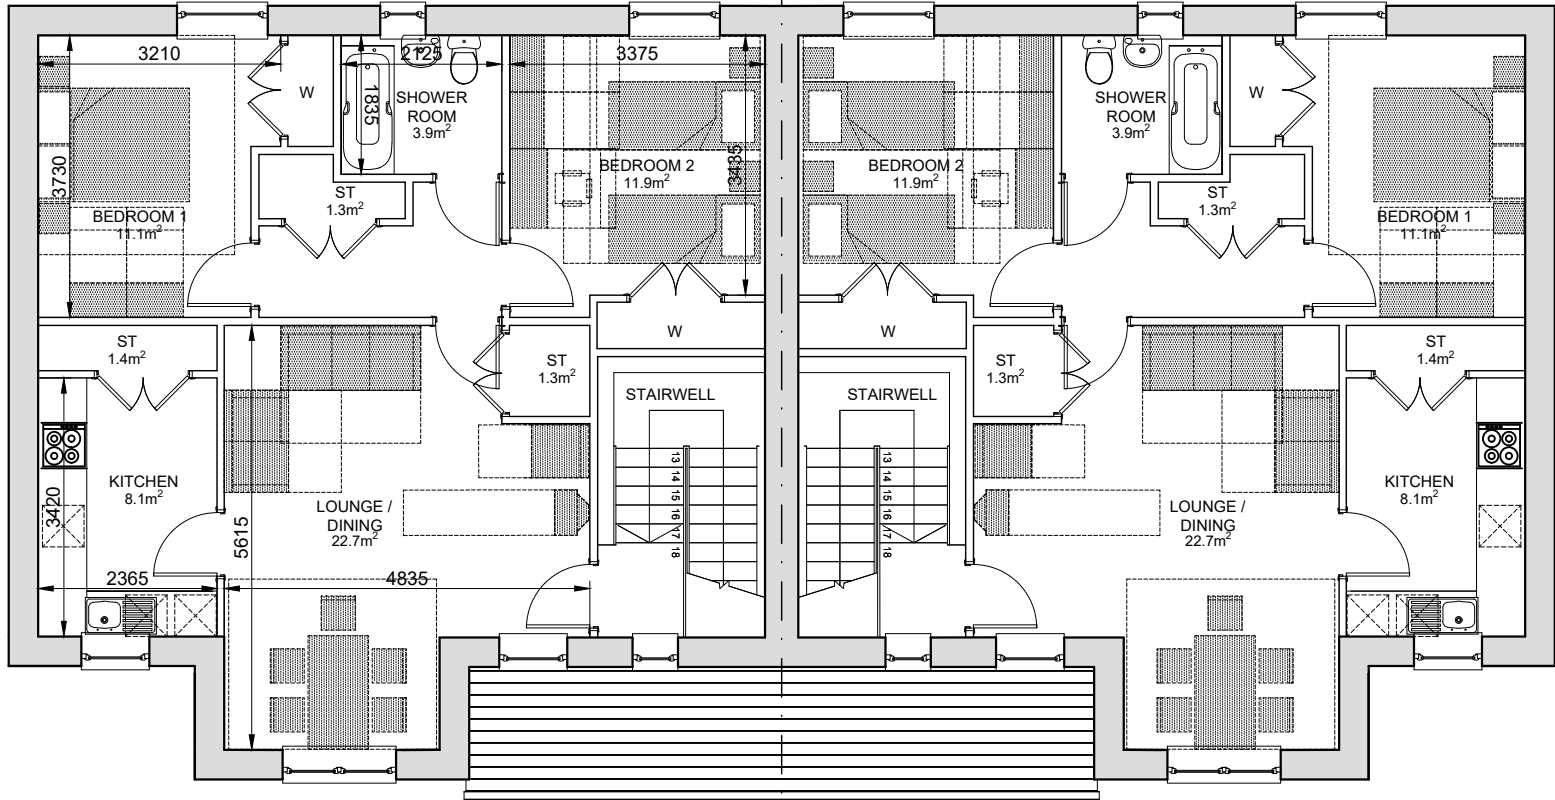 3210
2125
3375
W
SHOWER
ROOM
3.9m²
1835
3730
BEDROOM 1
11.1m²
ST
1.3m²
BEDROOM 2
11.9m²
3435
BEDROOM 2
11.9m²
SHOWER
ROOM
3.9m²
W
ST
1.3m²
BEDROOM 1
11.1m²
ST
1.4m²
ST
1.3m²
W
W
ST
1.3m²
ST
1.4m²
STAIRWELL
STAIRWELL
13
14
15
16
17
18
13
14
15
16
17
18
KITCHEN
8.1m²
3420
2365
LOUNGE /
DINING
22.7m²
5615
4835
LOUNGE /
DINING
22.7m²
KITCHEN
8.1m²